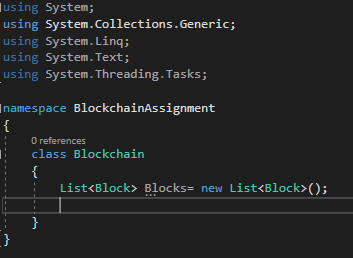 using System;
using System.Collections.Generic;
using System.Linq;
using System.Text;
using System.Threading.Tasks;
namespace BlockchainAssignment
{
0 references
class Blockchain
{
List<Block> Blocks= new List<Block>();
}
}